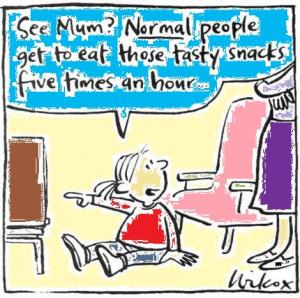 See Mum? Normal people
get to eat those tasty snacks
five times an hour...
Wilcox